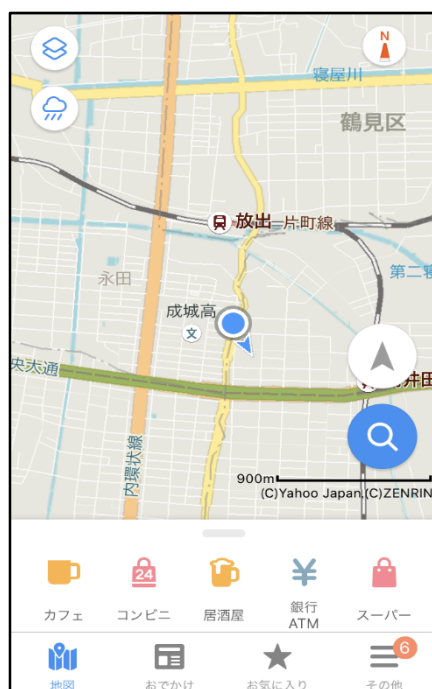 N
寝屋川
鶴見区
放出
片町線
永田
第二寝
成城高
文
央大通
井田
内環状線
900m
(C)Yahoo Japan,(C)ZENRIN
24
カフェ
コンビニ
居酒屋
銀行
ATM
スーパー
6
地図
おでかけ
お気に入り
その他